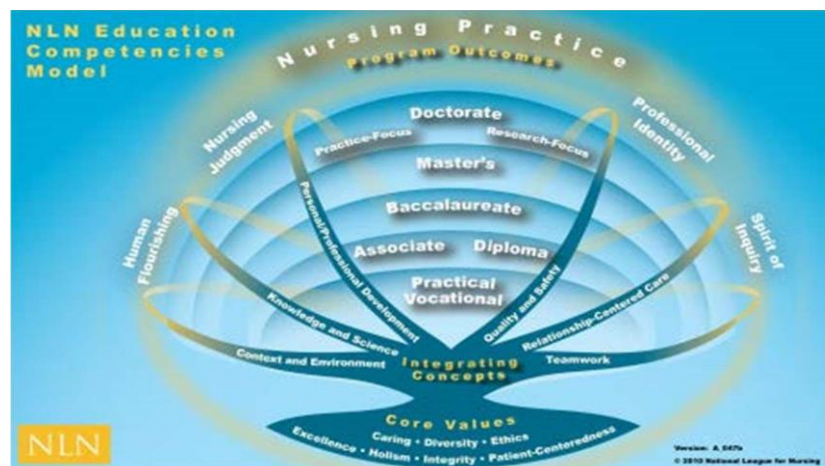 NLN Education
Competencies
Model
Nursing Practice
Program Outcomes
Human
Flourishing
Nursing
Judgment
Professional
Identity
Spirit of
Inquiry
Doctorate
Practice-Focus
Research-Focus
Master's
Baccalaureate
Associate
Diploma
Practical
Vocational
Context and Environment
Knowledge and Science
Personal/Professional Development
Quality and Safety
Relationship-Centered Care
Teamwork
Integrating
Concepts
Core Values
Caring • Diversity • Ethics
Excellence • Holism • Integrity • Patient-Centeredness
NLN
Version: A_047b
© 2010 National League for Nursing